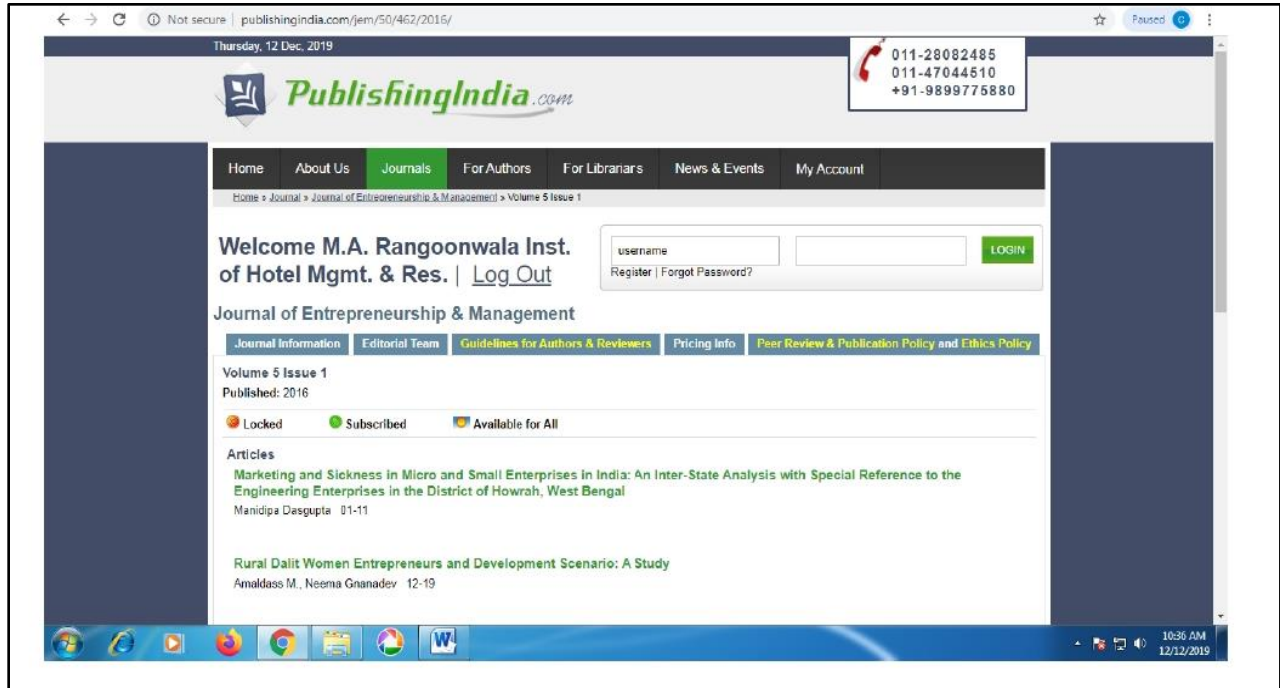 Not secure | publishingindia.com/jem/50/462/2016/
Paused G
Thursday, 12 Dec, 2019
011-28082485
011-47044510
+91-9899775880
PublishingIndia.com
Home About Us Journals For Authors For Librarians News & Events My Account
Home » Journal » Journal of Entrepreneurship & Management » Volume 5 Issue 1
Welcome M.A. Rangoonwala Inst.
of Hotel Mgmt. & Res. | Log Out
username LOGIN
Register | Forgot Password?
Journal of Entrepreneurship & Management
Journal Information Editorial Team Guidelines for Authors & Reviewers Pricing Info Peer Review & Publication Policy and Ethics Policy
Volume 5 Issue 1
Published: 2016
Locked Subscribed Available for All
Articles
Marketing and Sickness in Micro and Small Enterprises in India: An Inter-State Analysis with Special Reference to the
Engineering Enterprises in the District of Howrah, West Bengal
Manidipa Dasgupta 01-11
Rural Dalit Women Entrepreneurs and Development Scenario: A Study
Amaldass M., Neema Gnanadev 12-19
10:36 AM
12/12/2019